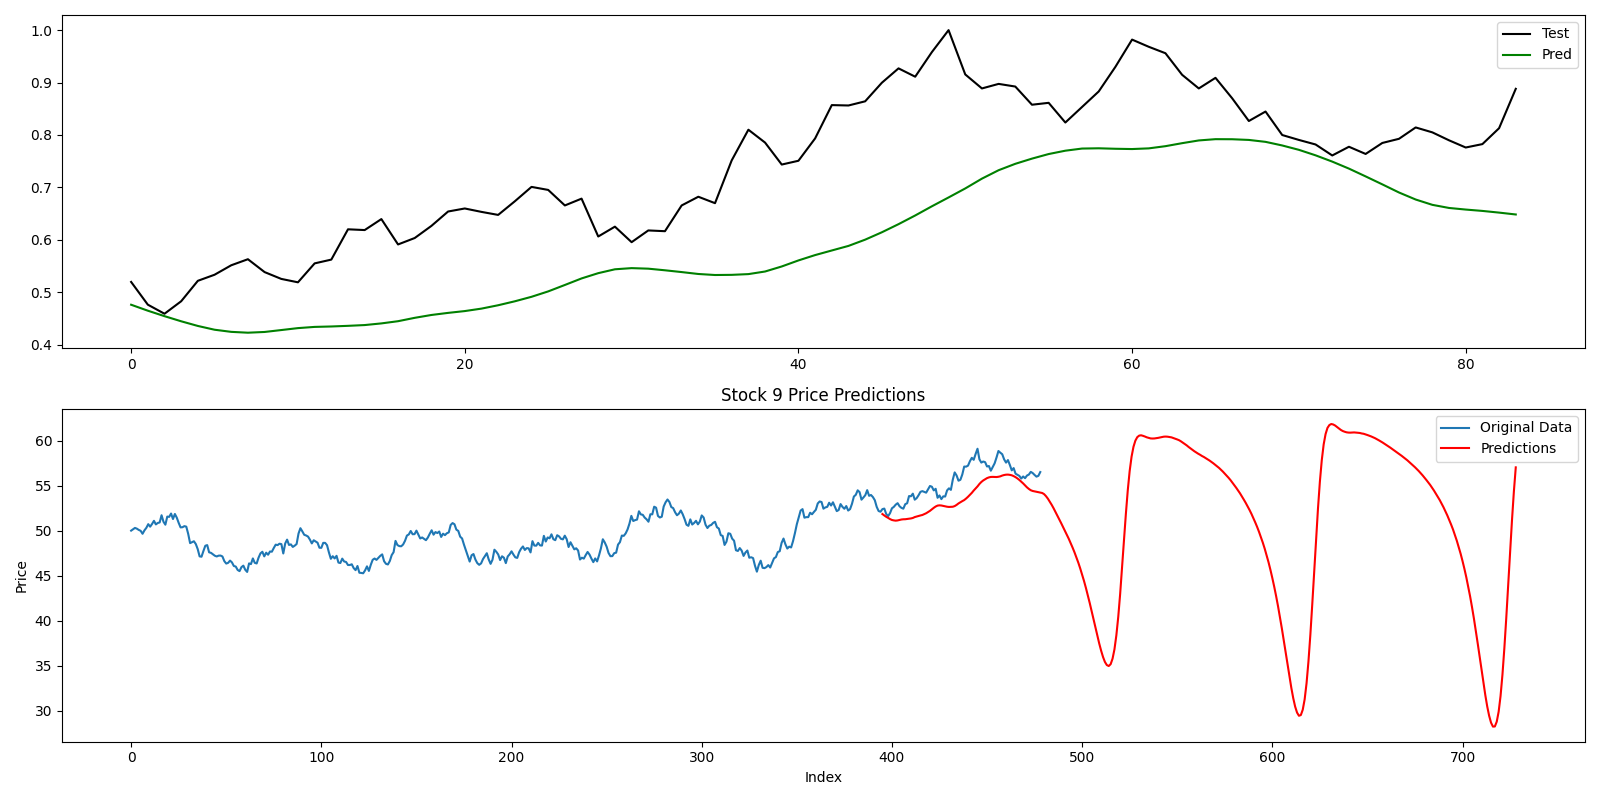 1.0
0.9
0.8
0.7
0.6
0.5
0.4
0 20 40 60 80
Test
Pred
Stock 9 Price Predictions
60
55
50
45
40
35
30
Price
Original Data
Predictions
0 100 200 300 400 500 600 700
Index